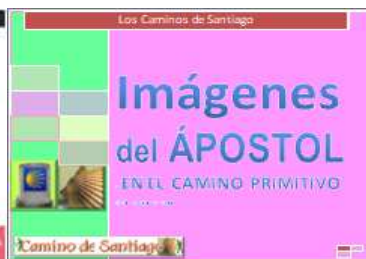 Los Caminos de Santiago
Imágenes
del ÁPOSTOL
EN EL CAMINO PRIMITIVO
Camino de Santiago